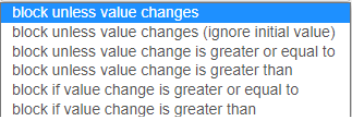 block unless value changes
block unless value changes (ignore initial value)
block unless value change is greater or equal to
block unless value change is greater than
block if value change is greater or equal to
block if value change is greater than